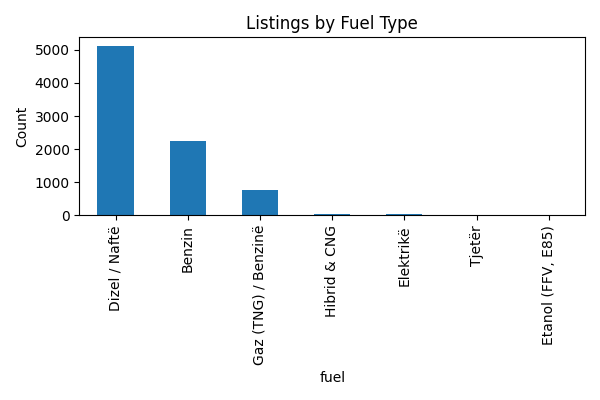 Listings by Fuel Type
Count
5000
4000
3000
2000
1000
0
Dizel / Naftë
Benzin
Gaz (TNG) / Benzinë
Hibrid & CNG
Elektrikë
Tjetër
Etanol (FFV, E85)
fuel